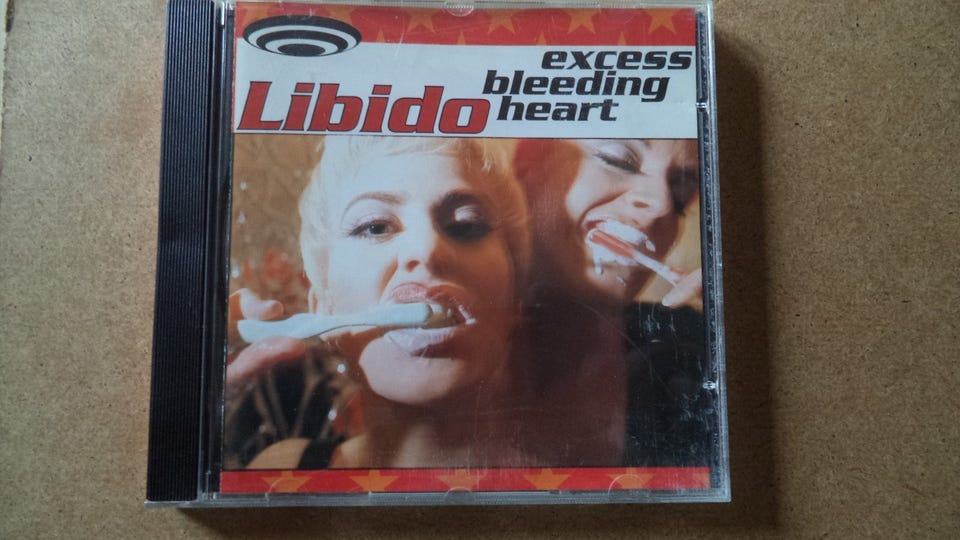 excess
bleeding
Libido heart